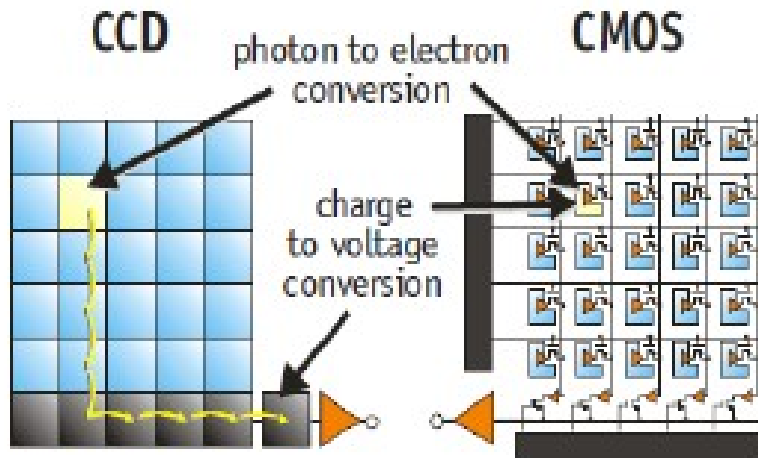 CCD
CMOS
photon to electron
conversion
charge
to voltage
conversion